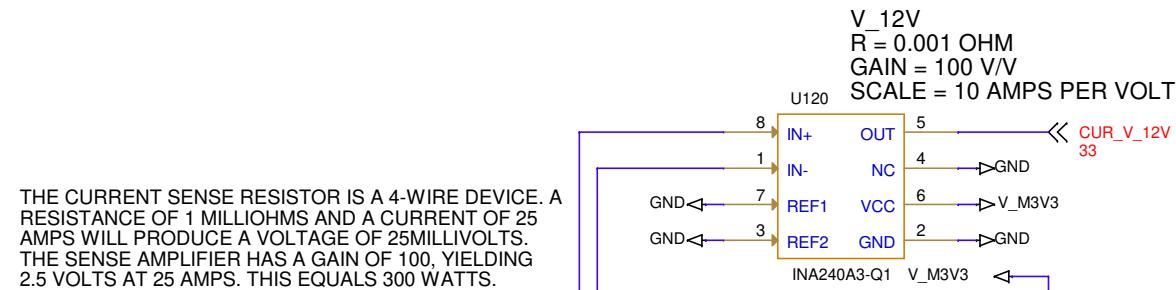 V_12V
R = 0.001 OHM
GAIN = 100 V/V
SCALE = 10 AMPS PER VOLT
U120
8 IN+ OUT 5 CUR_V_12V
33
1 IN- NC 4 GND
GND 7 REF1 VCC 6 V_M3V3
GND 3 REF2 GND 2 GND
INA240A3-Q1 V_M3V3
THE CURRENT SENSE RESISTOR IS A 4-WIRE DEVICE. A
RESISTANCE OF 1 MILLIOHMS AND A CURRENT OF 25
AMPS WILL PRODUCE A VOLTAGE OF 25MILLIVOLTS.
THE SENSE AMPLIFIER HAS A GAIN OF 100, YIELDING
2.5 VOLTS AT 25 AMPS. THIS EQUALS 300 WATTS.